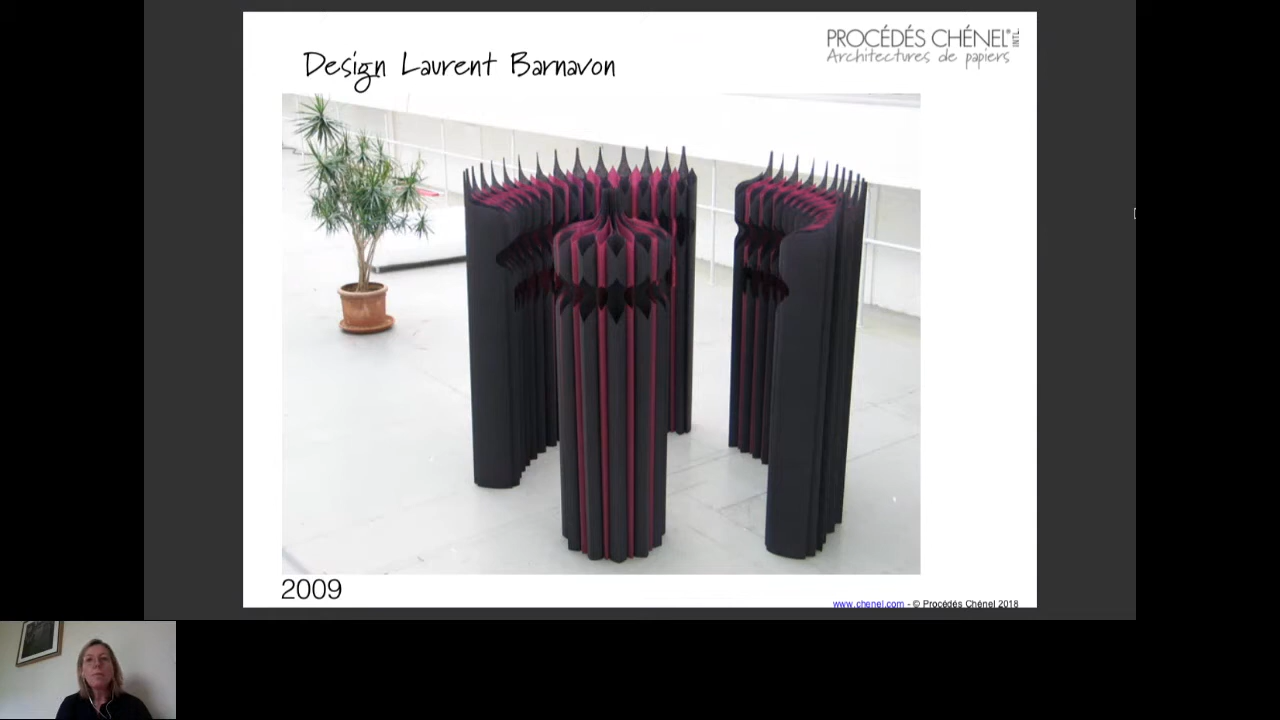 Design Laurent Barnavon
PROCÉDÉS CHÉNEL® INTL.
Architectures de papiers
2009
www.chenel.com - © Procédés Chénel 2018